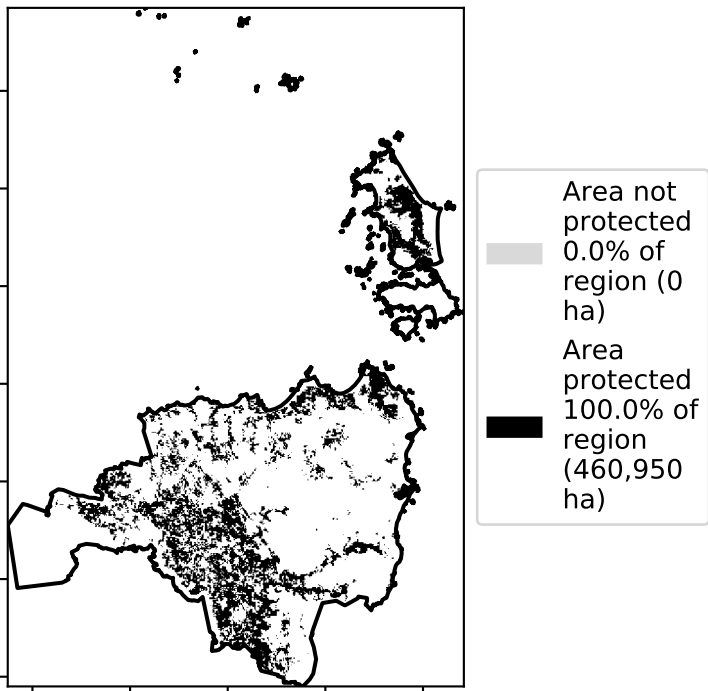 Area not
protected
0.0% of
region (0
ha)
Area
protected
100.0% of
region
(460,950
ha)